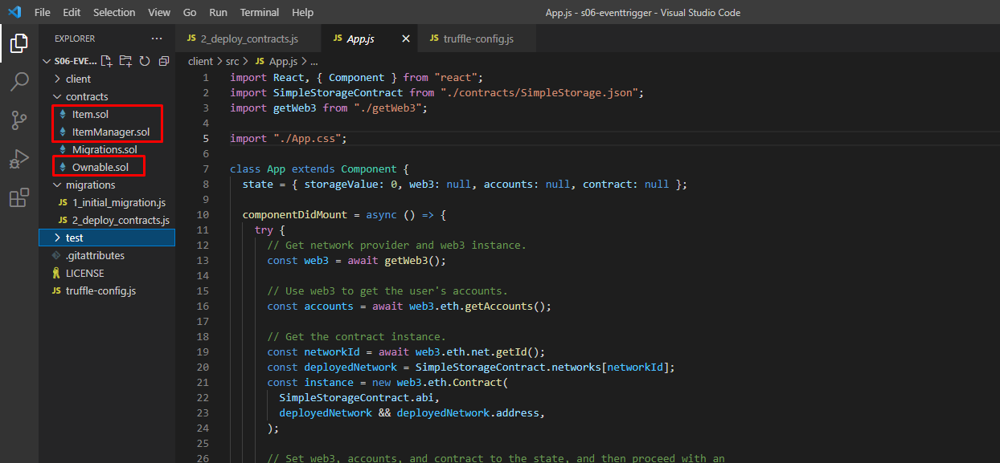 File Edit Selection View Go Run Terminal Help App.js - s06-eventtrigger - Visual Studio Code
EXPLORER ...
JS 2_deploy_contracts.js JS App.js × JS truffle-config.js
S06-EVE...
client > src > JS App.js > ...
client
contracts
Item.sol
ItemManager.sol
Migrations.sol
Ownable.sol
migrations
JS 1_initial_migration.js
JS 2_deploy_contracts.js
test
.gitattributes
LICENSE
JS truffle-config.js
1 import React, { Component } from "react";
2 import SimpleStorageContract from "./contracts/SimpleStorage.json";
3 import getWeb3 from "./getWeb3";
4
5 import "./App.css";
6
7 class App extends Component {
8 state = { storageValue: 0, web3: null, accounts: null, contract: null };
9
10 componentDidMount = async () => {
11 try {
12 // Get network provider and web3 instance.
13 const web3 = await getWeb3();
14
15 // Use web3 to get the user's accounts.
16 const accounts = await web3.eth.getAccounts();
17
18 // Get the contract instance.
19 const networkId = await web3.eth.net.getId();
20 const deployedNetwork = SimpleStorageContract.networks[networkId];
21 const instance = new web3.eth.Contract(
22 SimpleStorageContract.abi,
23 deployedNetwork && deployedNetwork.address,
24 );
25
26 // Set web3, accounts, and contract to the state, and then proceed with an